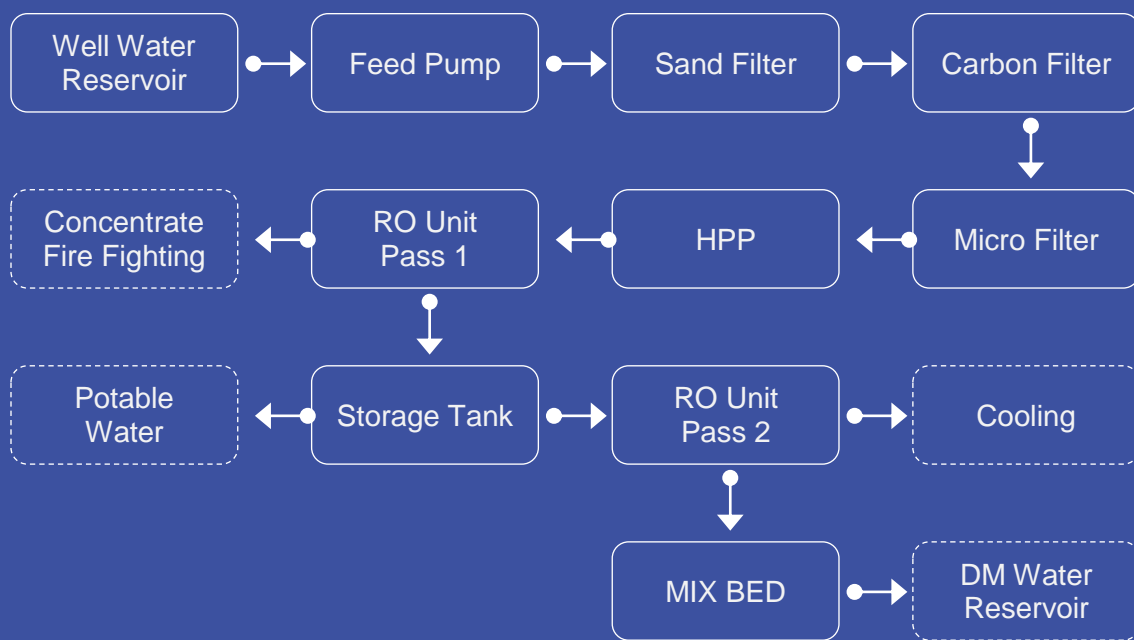 Well Water
Reservoir
Feed Pump
Sand Filter
Carbon Filter
Concentrate
Fire Fighting
RO Unit
Pass 1
HPP
Micro Filter
Potable
Water
Storage Tank
RO Unit
Pass 2
Cooling
MIX BED
DM Water
Reservoir